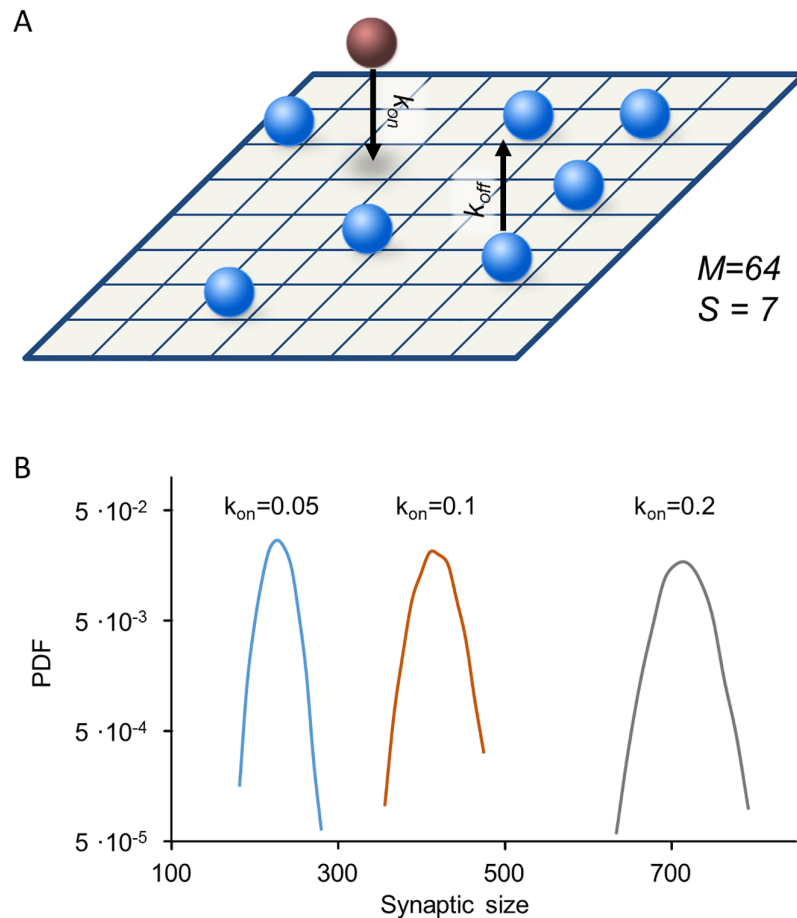 A
k_on
k_off
M=64
S = 7
B
k_on=0.05 k_on=0.1 k_on=0.2
5 ·10^-2
5 ·10^-3
5 ·10^-4
5 ·10^-5
PDF
100 300 500 700
Synaptic size